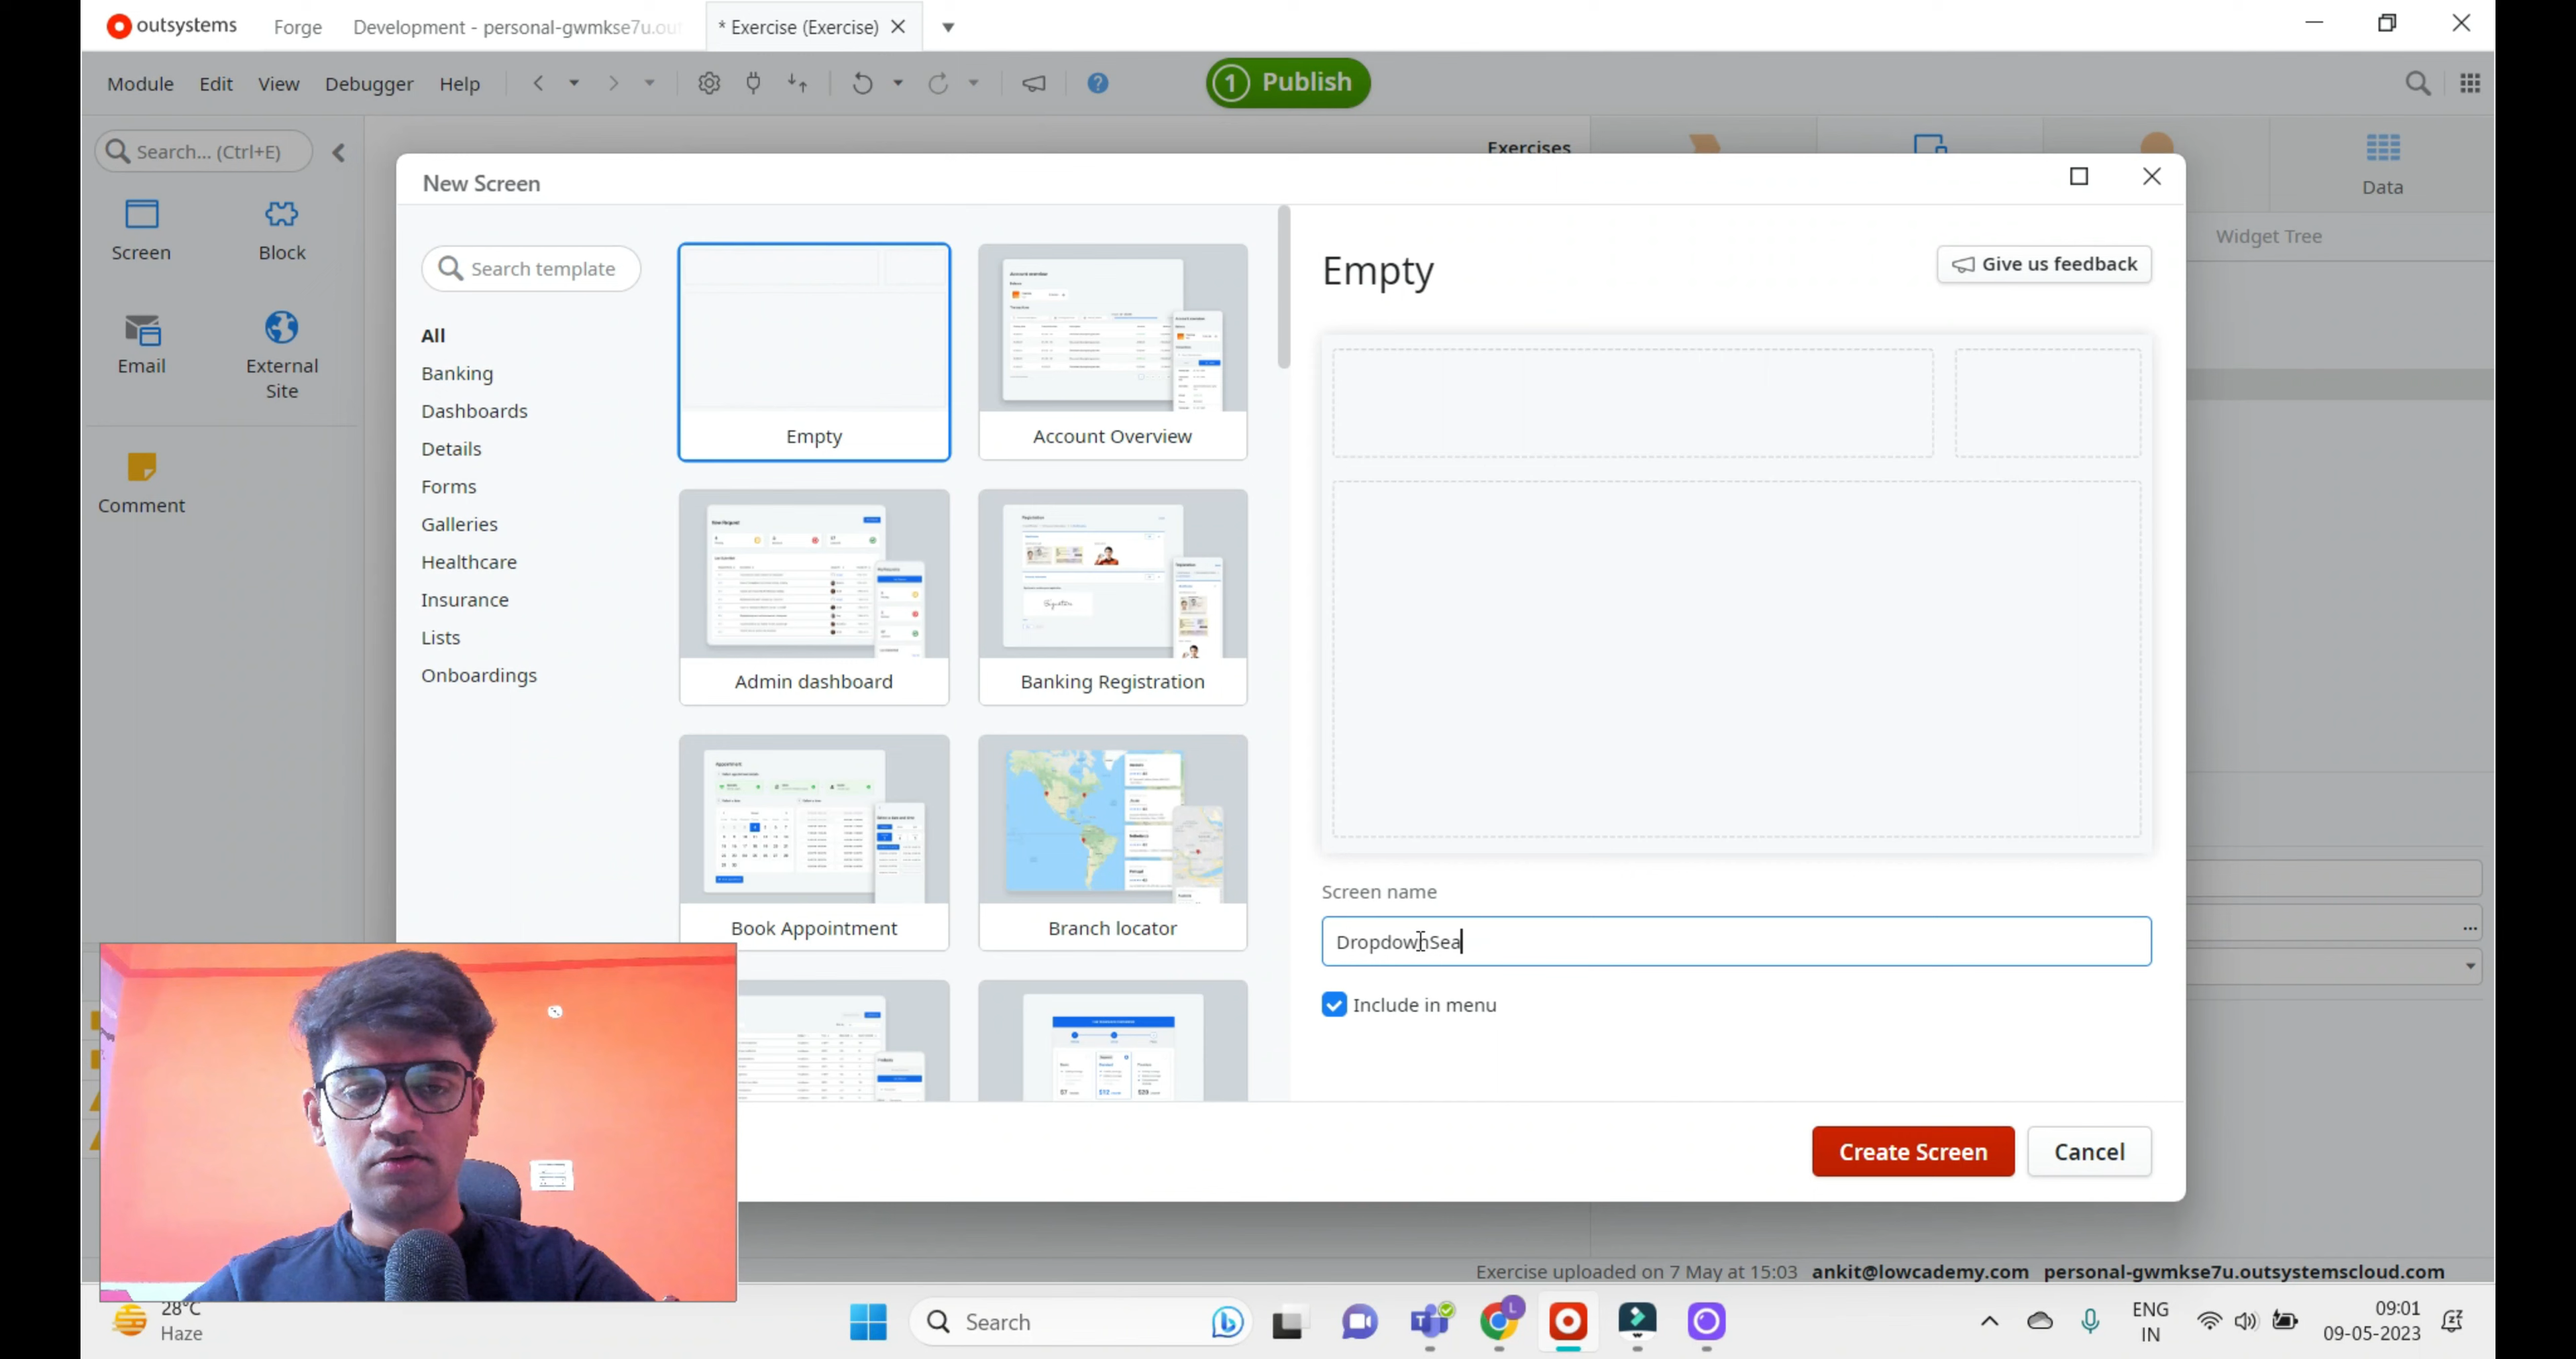 outsystems
Forge
Development - personal-gwmkse7u.out
* Exercise (Exercise)
Module Edit View Debugger Help
1 Publish
Search... (Ctrl+E)
Screen Block
Email External Site
Comment
Exercises
Data
Widget Tree
New Screen
Search template
All
Banking
Dashboards
Details
Forms
Galleries
Healthcare
Insurance
Lists
Onboardings
Empty
Account Overview
Admin dashboard
Banking Registration
Book Appointment
Branch locator
Empty
Give us feedback
Screen name
DropdownSea
Include in menu
Create Screen
Cancel
Exercise uploaded on 7 May at 15:03 ankit@lowcademy.com personal-gwmkse7u.outsystemscloud.com
28°C
Haze
Search
ENG
IN
09:01
09-05-2023